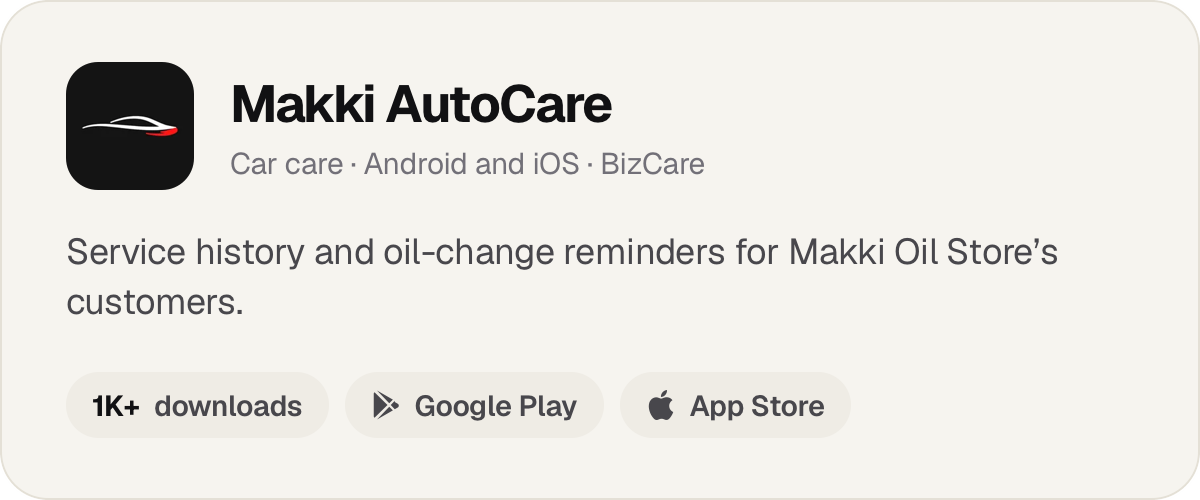 Makki AutoCare
Car care · Android and iOS · BizCare
Service history and oil-change reminders for Makki Oil Store’s
customers.
1K+ downloads
Google Play
App Store